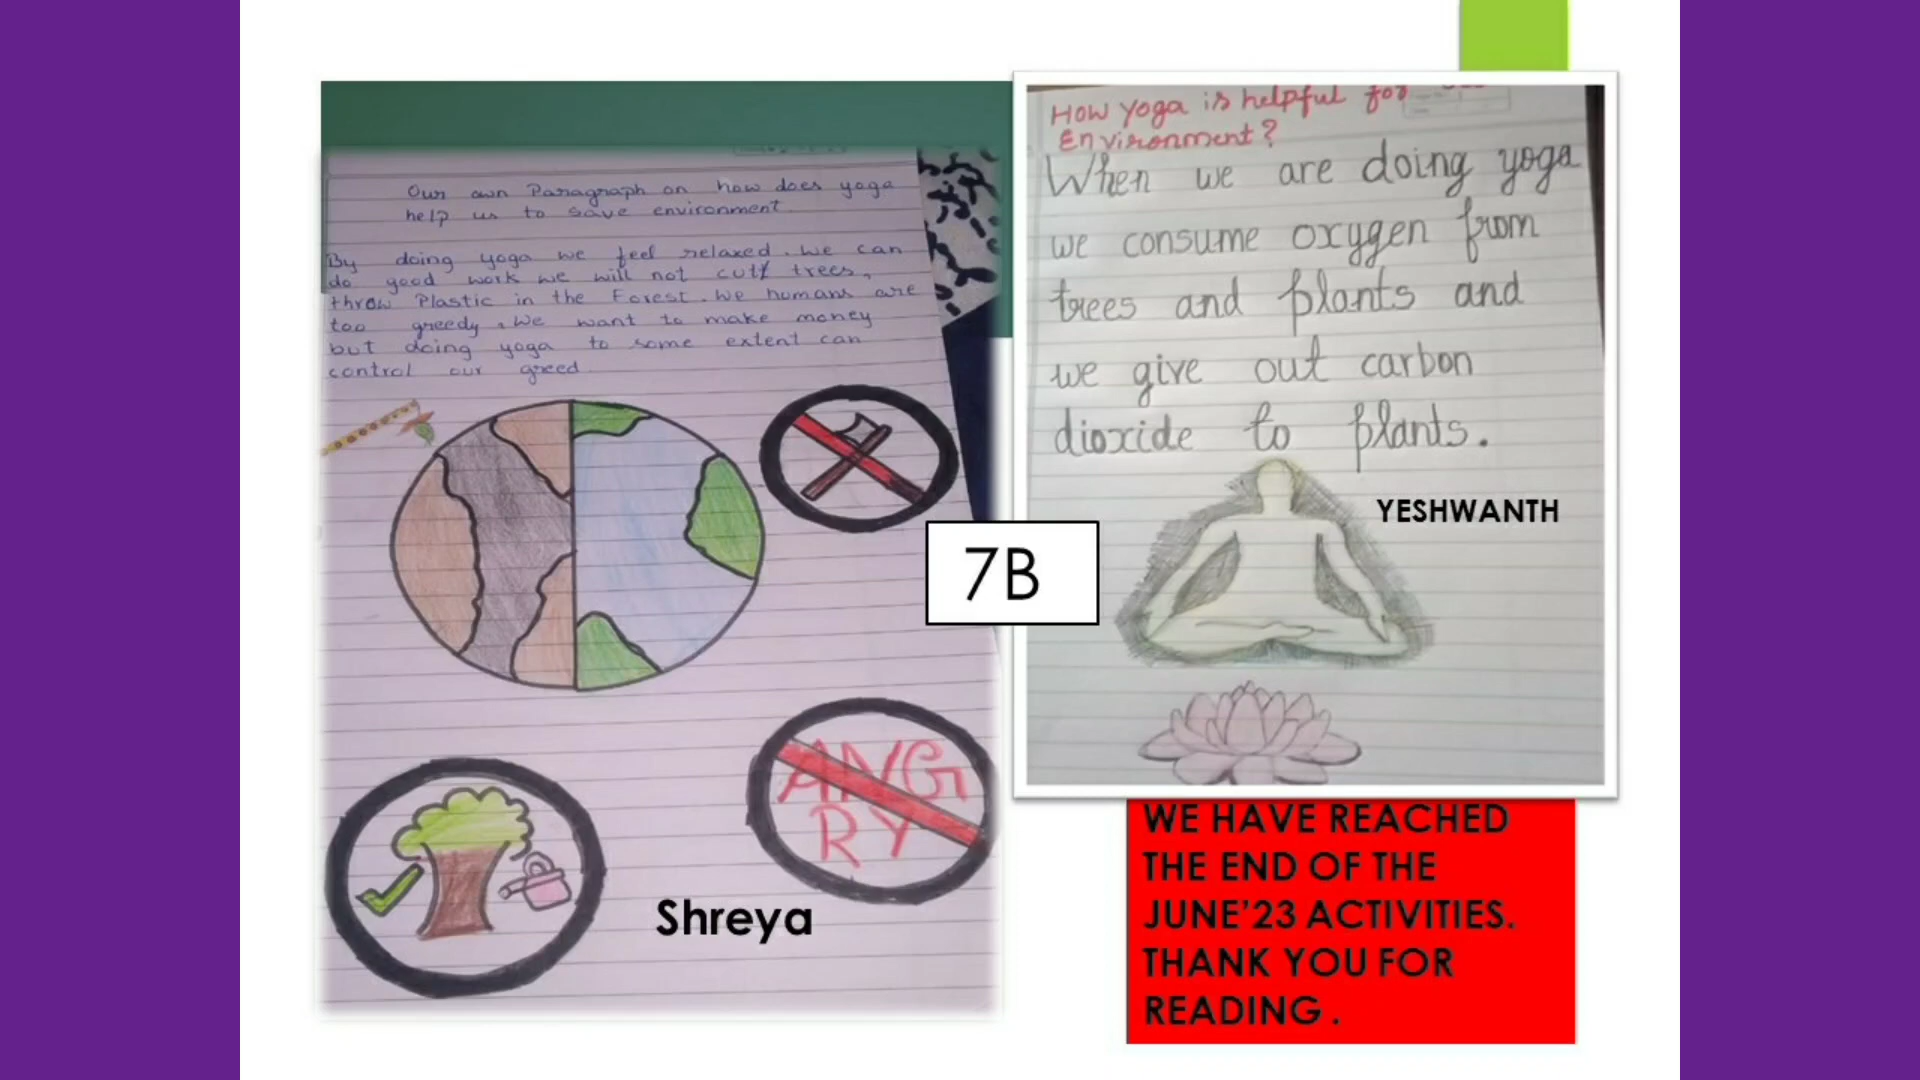 Our own Paragraph on how does yoga
help us to save environment
By doing yoga we feel relaxed. We can
do good work we will not cutt trees,
throw Plastic in the Forest. We humans are
too greedy. We want to make money
but doing yoga to some extent can
control our greed
ANG
RY
Shreya
7B
How Yoga is helpful for
Environment?
When we are doing yoga
we consume oxygen from
trees and plants and
we give out carbon
dioxide to plants.
YESHWANTH
WE HAVE REACHED
THE END OF THE
JUNE'23 ACTIVITIES.
THANK YOU FOR
READING .